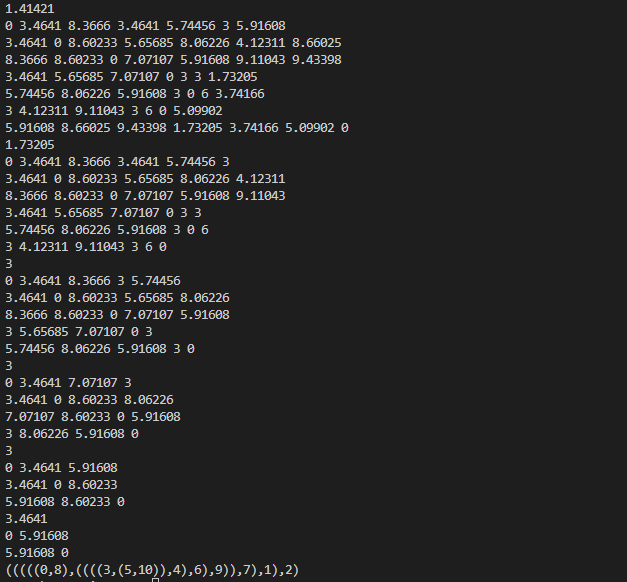 1.41421
0 3.4641 8.3666 3.4641 5.74456 3 5.91608
3.4641 0 8.60233 5.65685 8.06226 4.12311 8.66025
8.3666 8.60233 0 7.07107 5.91608 9.11043 9.43398
3.4641 5.65685 7.07107 0 3 3 1.73205
5.74456 8.06226 5.91608 3 0 6 3.74166
3 4.12311 9.11043 3 6 0 5.09902
5.91608 8.66025 9.43398 1.73205 3.74166 5.09902 0
1.73205
0 3.4641 8.3666 3.4641 5.74456 3
3.4641 0 8.60233 5.65685 8.06226 4.12311
8.3666 8.60233 0 7.07107 5.91608 9.11043
3.4641 5.65685 7.07107 0 3 3
5.74456 8.06226 5.91608 3 0 6
3 4.12311 9.11043 3 6 0
3
0 3.4641 8.3666 3 5.74456
3.4641 0 8.60233 5.65685 8.06226
8.3666 8.60233 0 7.07107 5.91608
3 5.65685 7.07107 0 3
5.74456 8.06226 5.91608 3 0
3
0 3.4641 7.07107 3
3.4641 0 8.60233 8.06226
7.07107 8.60233 0 5.91608
3 8.06226 5.91608 0
3
0 3.4641 5.91608
3.4641 0 8.60233
5.91608 8.60233 0
3.4641
0 5.91608
5.91608 0
(((((0,8),((((3,(5,10)),4),6),9)),7),1),2)